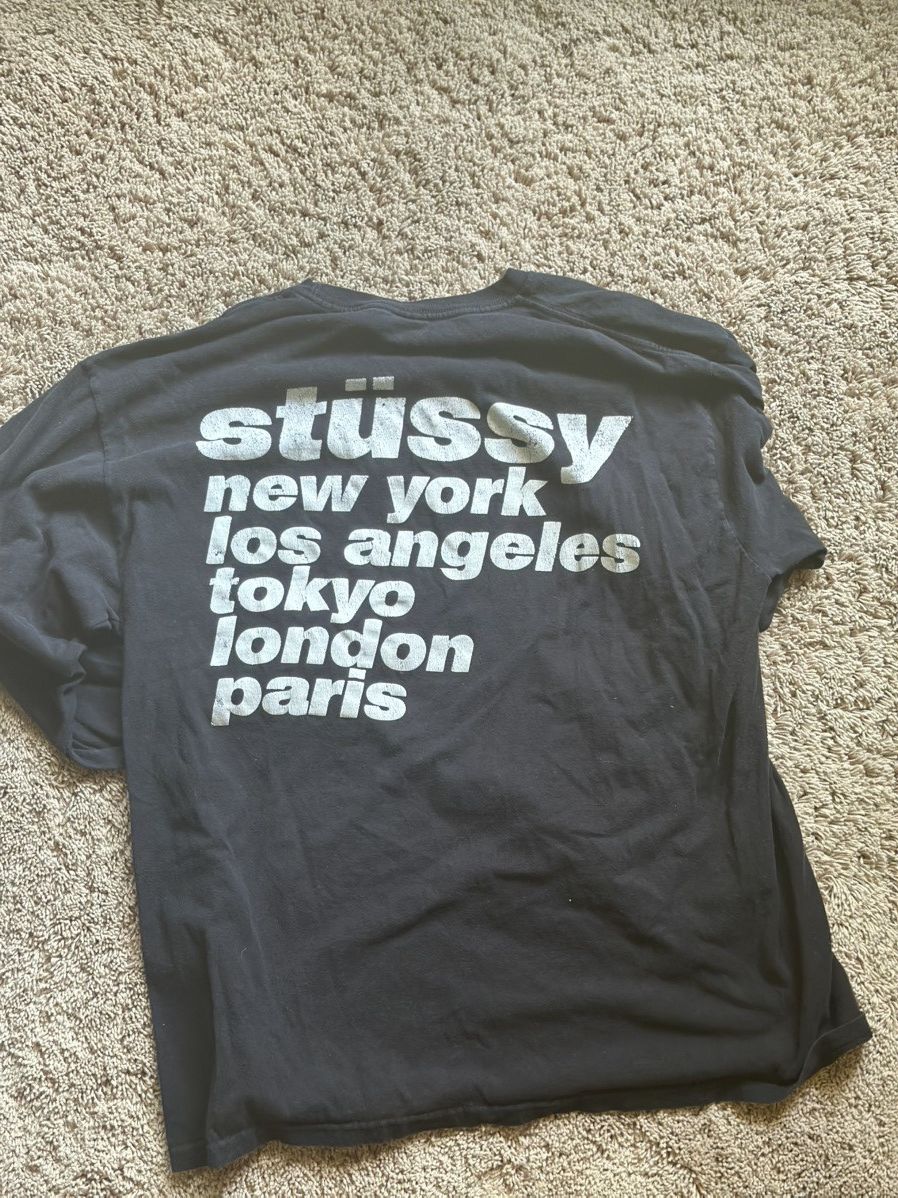 stüssy
new york
los angeles
tokyo
london
paris